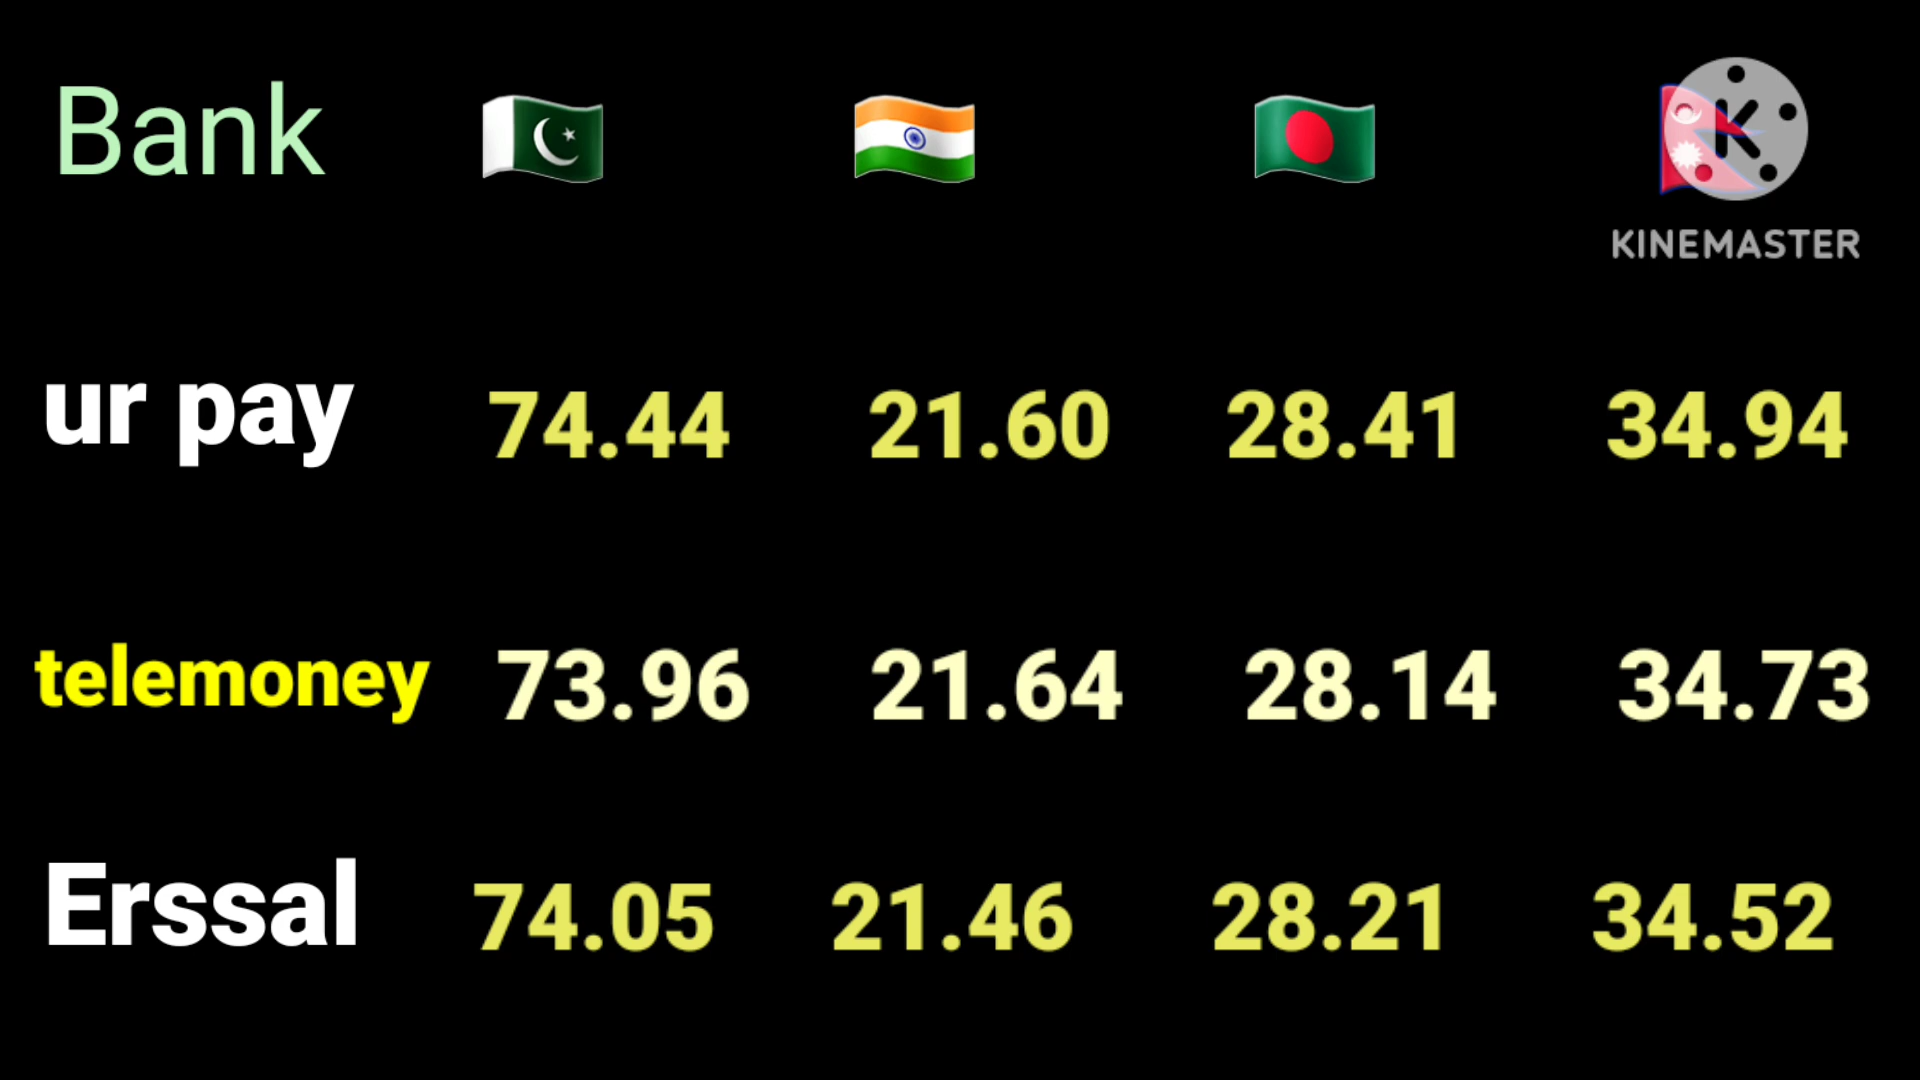 Bank
K
KINEMASTER
ur pay 74.44 21.60 28.41 34.94
telemoney 73.96 21.64 28.14 34.73
Erssal 74.05 21.46 28.21 34.52